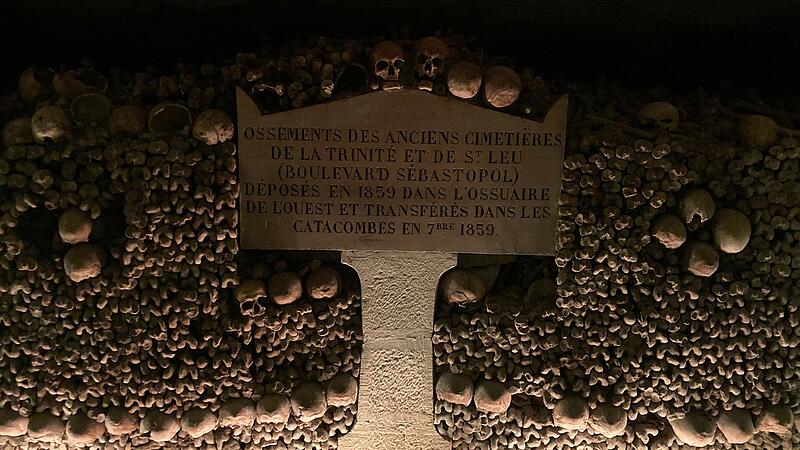 OSSEMENTS DES ANCIENS CIMETIÈRES
DE LA TRINITÉ ET DE ST LEU
(BOULEVARD SÉBASTOPOL)
DÉPOSÉS EN 1859 DANS L'OSSUAIRE
DE L'OUEST ET TRANSFÉRÉS DANS LES
CATACOMBES EN 7BRE 1859.